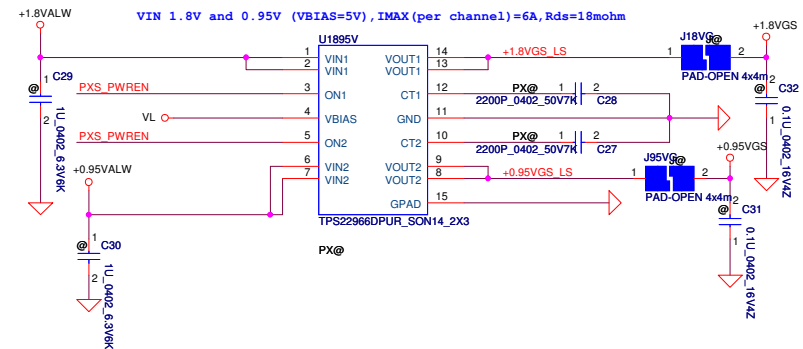 VIN 1.8V and 0.95V (VBIAS=5V),IMAX(per channel)=6A,Rds=18mohm
+1.8VALW
U1895V
J18VG @
+1.8VGS
1 VIN1 VOUT1 14 +1.8VGS_LS 1 2
2 VIN1 VOUT1 13
PAD-OPEN 4x4m
@ 1 C29 2
1U_0402_6.3V6K
PXS_PWREN 3 ON1 CT1 12 PX@ 1 2
2200P_0402_50V7K C28
@ 2 C32 1
0.1U_0402_16V4Z
VL 4 VBIAS GND 11
PXS_PWREN 5 ON2 CT2 10 PX@ 1 2
2200P_0402_50V7K C27
+0.95VGS
+0.95VALW
6 VIN2 VOUT2 9
7 VIN2 VOUT2 8 +0.95VGS_LS 1 J95VG @ 2
PAD-OPEN 4x4m
GPAD 15
TPS22966DPUR_SON14_2X3
@ 2 C31 1
0.1U_0402_16V4Z
@ 1 C30 2
1U_0402_6.3V6K
PX@